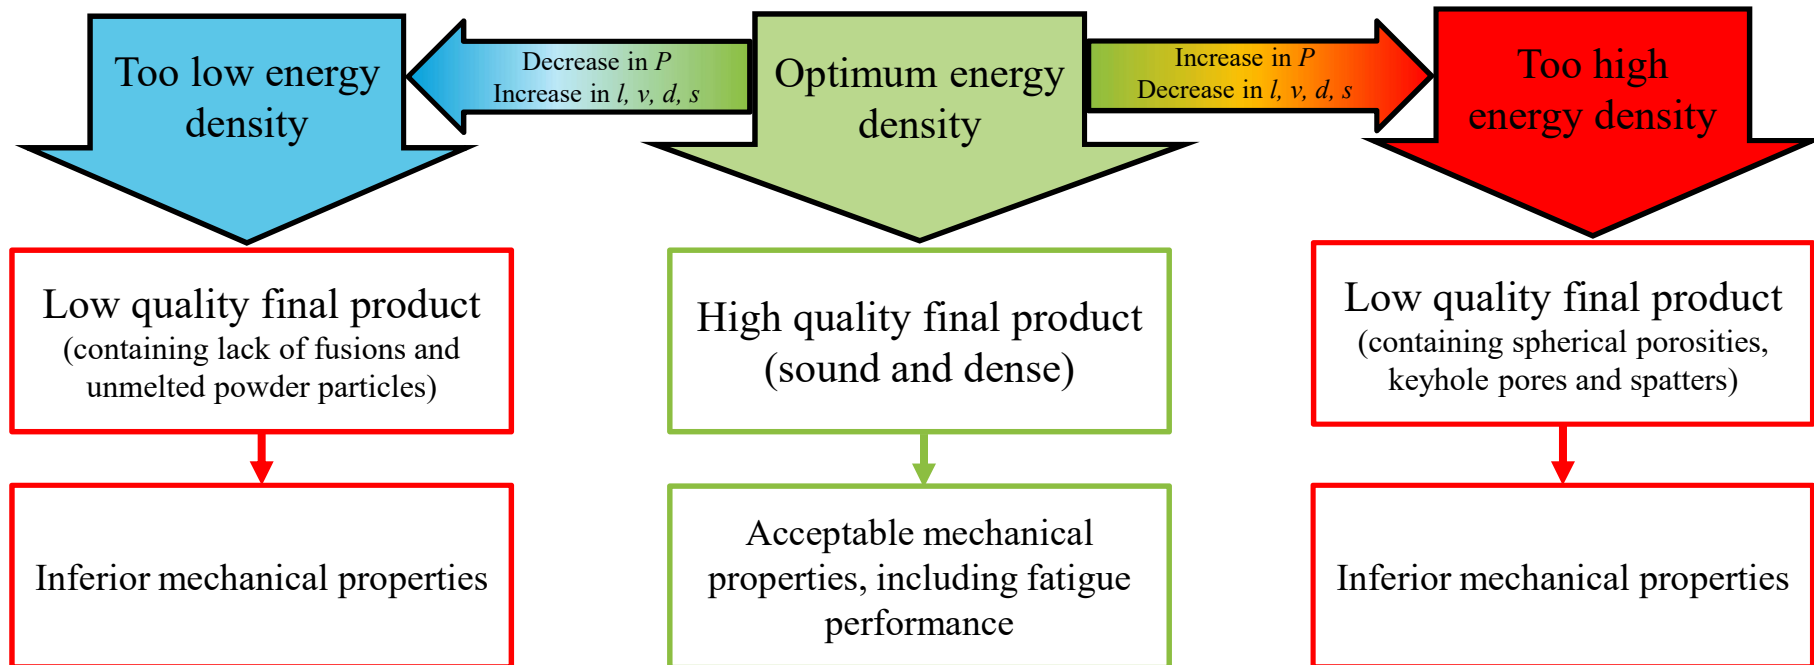 Too low energy
density
Decrease in P
Increase in l, v, d, s
Optimum energy
density
Increase in P
Decrease in l, v, d, s
Too high
energy density
Low quality final product
(containing lack of fusions and
unmelted powder particles)
High quality final product
(sound and dense)
Low quality final product
(containing spherical porosities,
keyhole pores and spatters)
Inferior mechanical properties
Acceptable mechanical
properties, including fatigue
performance
Inferior mechanical properties